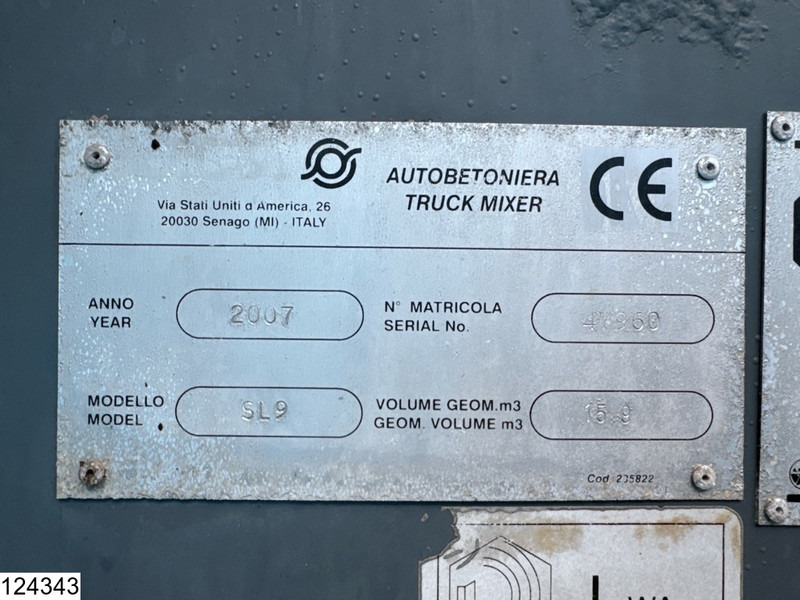 Via Stati Uniti d'America, 26
20030 Senago (MI) - ITALY
AUTOBETONIERA
TRUCK MIXER
CE
ANNO
YEAR
2007
N° MATRICOLA
SERIAL No.
MODELLO
MODEL
SL9
VOLUME GEOM.m3
GEOM. VOLUME m3
15.9
Cod. 235822
L WA
124343